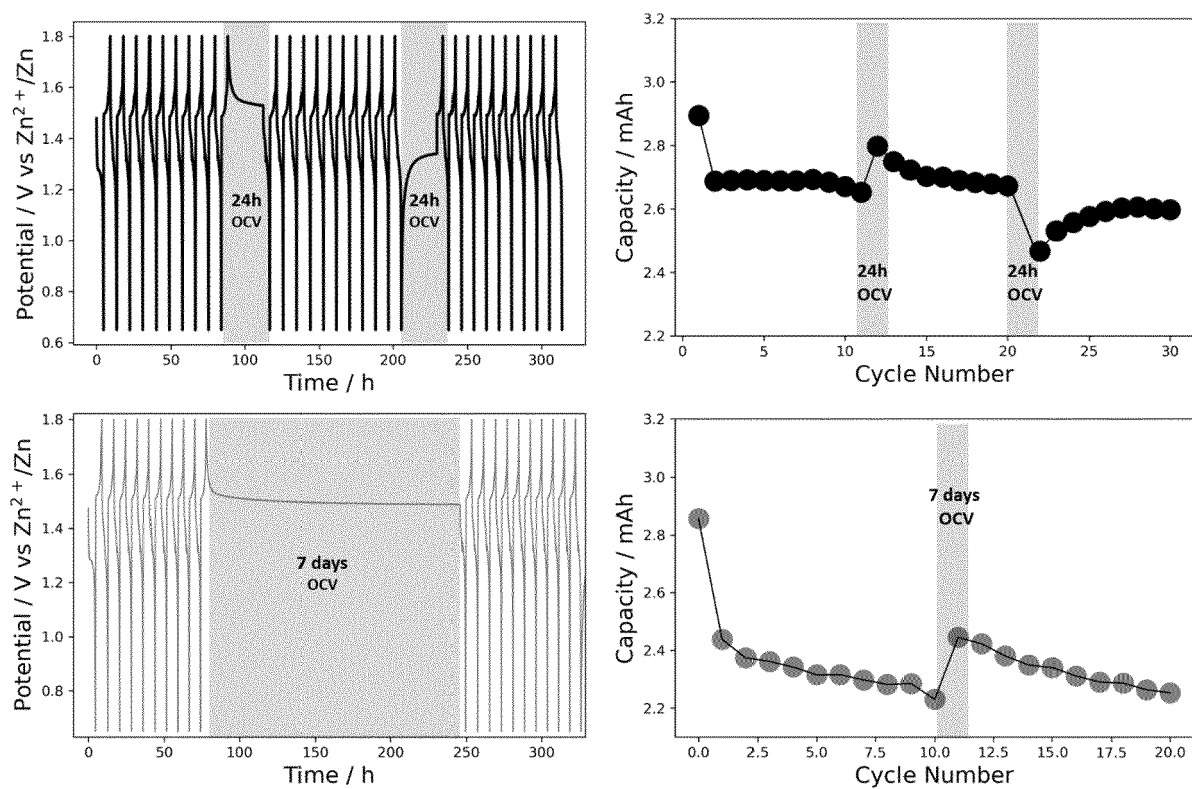 Potential / V vs Zn²⁺/Zn
1.8
1.6
1.4
1.2
1.0
0.8
0.6
24h
OCV
24h
OCV
0 50 100 150 200 250 300
Time / h
Capacity / mAh
3.2
3.0
2.8
2.6
2.4
2.2
24h
OCV
24h
OCV
0 5 10 15 20 25 30
Cycle Number
Potential / V vs Zn²⁺/Zn
1.8
1.6
1.4
1.2
1.0
0.8
7 days
OCV
0 50 100 150 200 250 300
Time / h
Capacity / mAh
3.2
3.0
2.8
2.6
2.4
2.2
7 days
OCV
0.0 2.5 5.0 7.5 10.0 12.5 15.0 17.5 20.0
Cycle Number